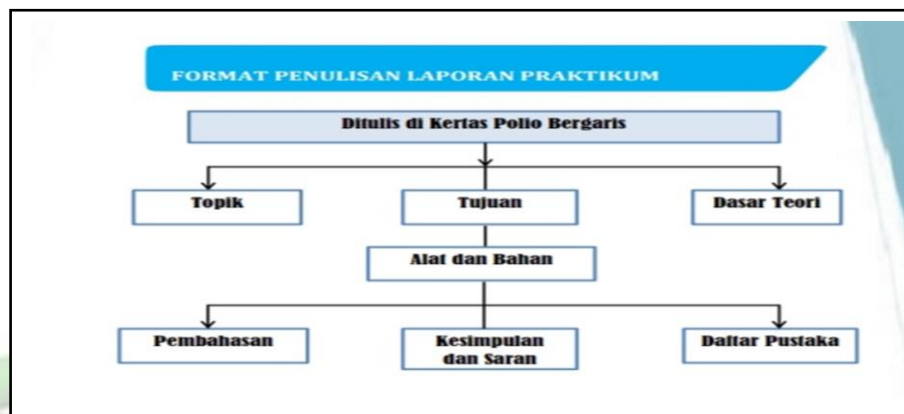 FORMAT PENULISAN LAPORAN PRAKTIKUM
Ditulis di Kertas Polio Bergaris
Topik
Tujuan
Dasar Teori
Alat dan Bahan
Pembahasan
Kesimpulan
dan Saran
Daftar Pustaka